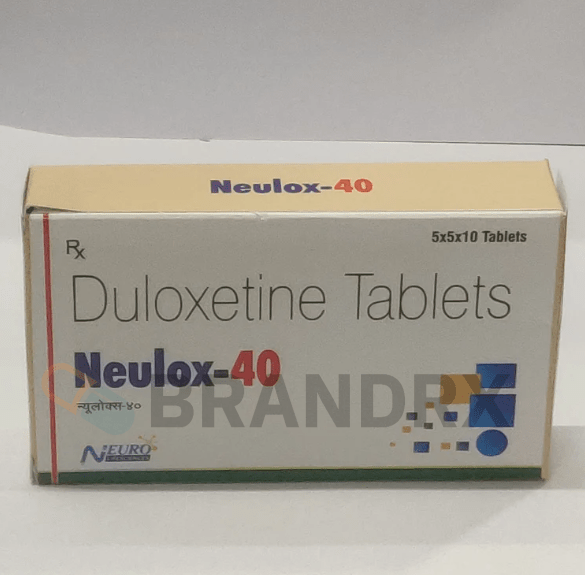 Neulox-40
5x5x10 Tablets
Rx
Duloxetine Tablets
Neulox-40
न्यूलोक्स-४०
BRANDRX
NEURO